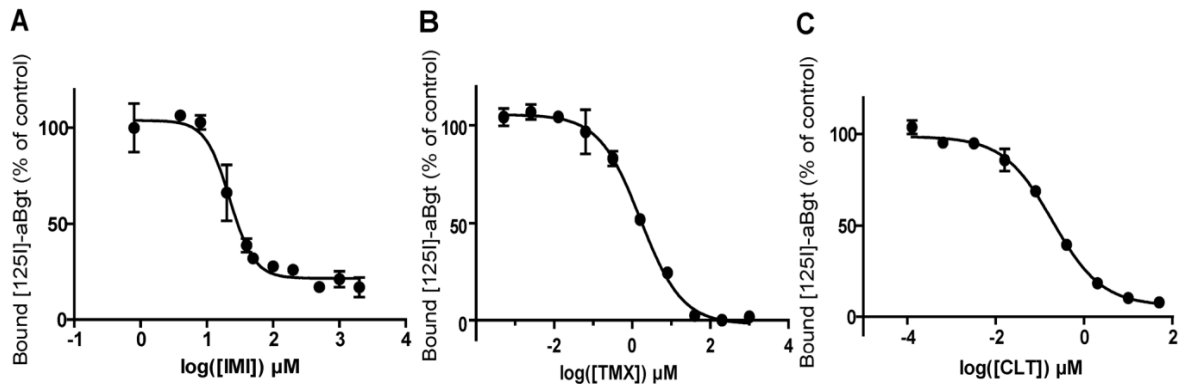 A
Bound [125I]-aBgt (% of control)
100
50
0
-1
0
1
2
3
4
log([IMI]) µM
B
Bound [125I]-aBgt (% of control)
100
50
0
-2
0
2
4
log([TMX]) µM
C
Bound [125I]-aBgt (% of control)
100
50
0
-4
-2
0
2
log([CLT]) µM